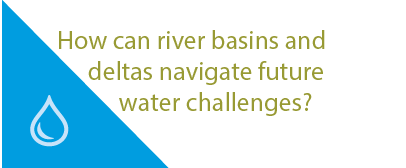 How can river basins and
deltas navigate future
water challenges?